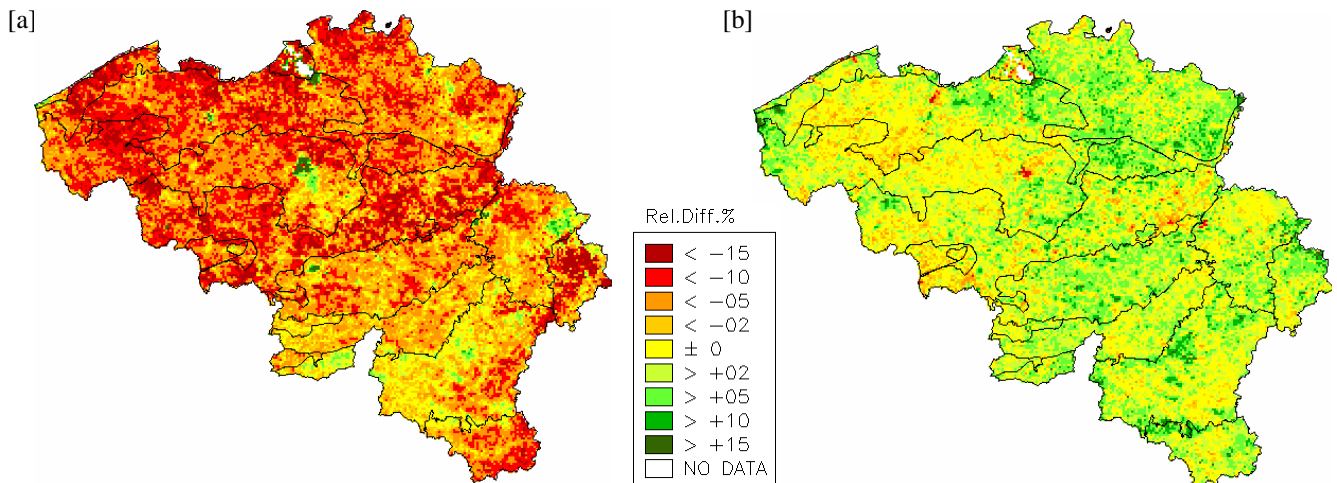 [a]
[b]
Rel.Diff.%
< -15
< -10
< -05
< -02
± 0
> +02
> +05
> +10
> +15
NO DATA